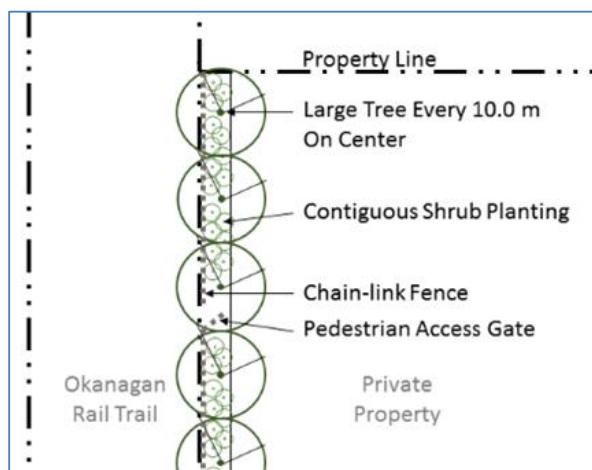 Property Line
Large Tree Every 10.0 m
On Center
Contiguous Shrub Planting
Chain-link Fence
Pedestrian Access Gate
Okanagan
Rail Trail
Private
Property